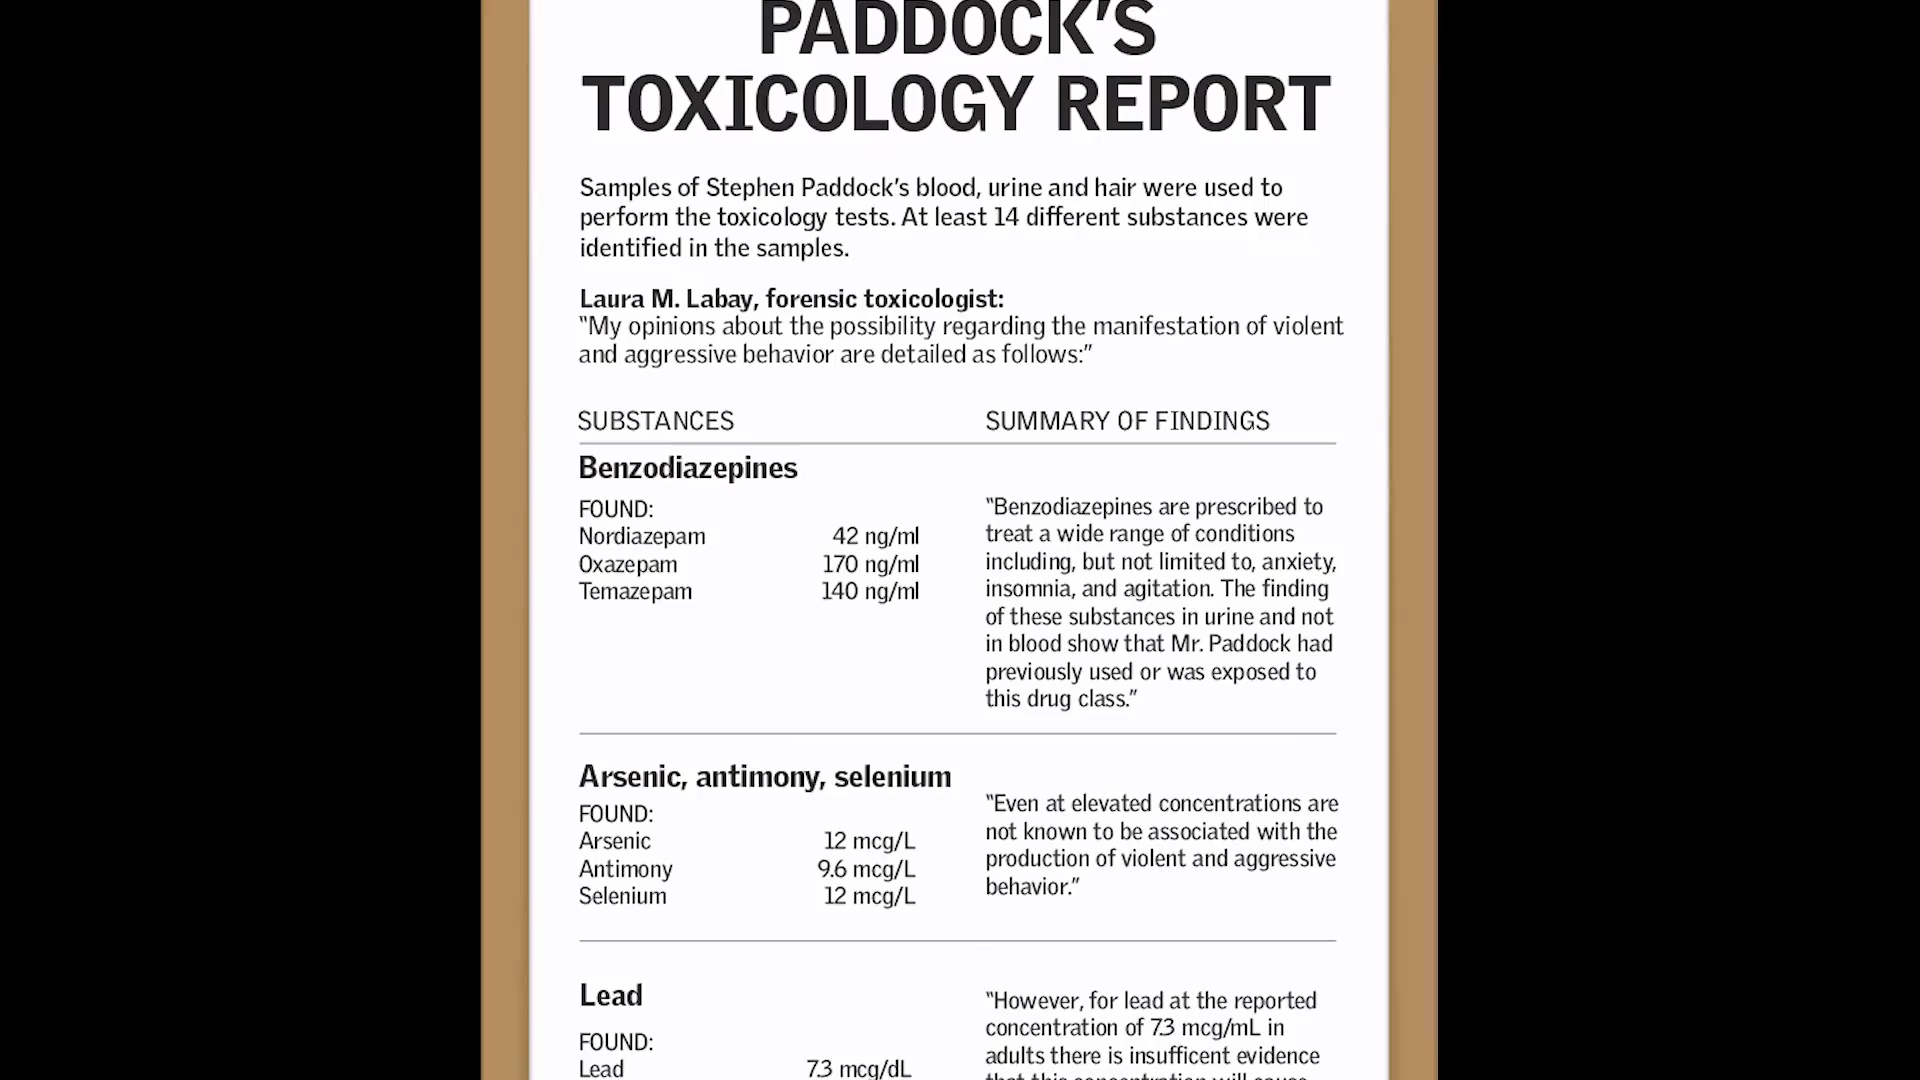 PADDOCK'S
TOXICOLOGY REPORT
Samples of Stephen Paddock's blood, urine and hair were used to
perform the toxicology tests. At least 14 different substances were
identified in the samples.
Laura M. Labay, forensic toxicologist:
"My opinions about the possibility regarding the manifestation of violent
and aggressive behavior are detailed as follows:"
SUBSTANCES
SUMMARY OF FINDINGS
Benzodiazepines
FOUND:
Nordiazepam 42 ng/ml
Oxazepam 170 ng/ml
Temazepam 140 ng/ml
"Benzodiazepines are prescribed to
treat a wide range of conditions
including, but not limited to, anxiety,
insomnia, and agitation. The finding
of these substances in urine and not
in blood show that Mr. Paddock had
previously used or was exposed to
this drug class."
Arsenic, antimony, selenium
FOUND:
Arsenic 12 mcg/L
Antimony 9.6 mcg/L
Selenium 12 mcg/L
"Even at elevated concentrations are
not known to be associated with the
production of violent and aggressive
behavior."
Lead
FOUND:
Lead 7.3 mcg/dL
"However, for lead at the reported
concentration of 7.3 mcg/mL in
adults there is insufficent evidence
that this concentration will cause